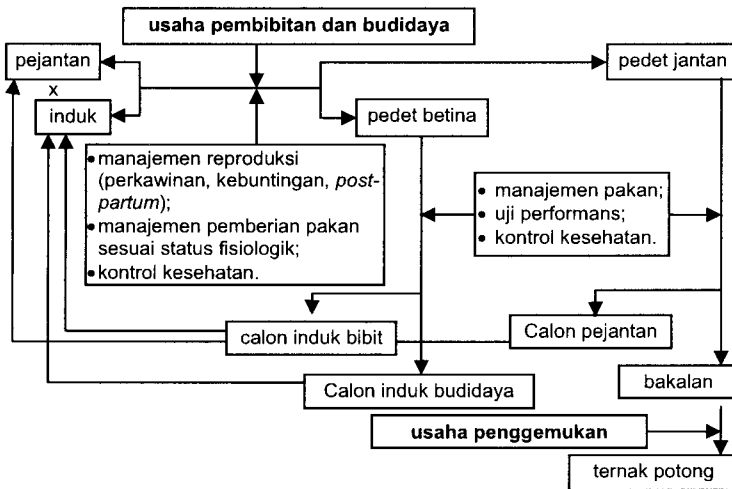 usaha pembibitan dan budidaya
pejantan
pedet jantan
x
induk
pedet betina
• manajemen reproduksi
(perkawinan, kebuntingan, post-
partum);
• manajemen pemberian pakan
sesuai status fisiologik;
• kontrol kesehatan.
• manajemen pakan;
• uji performans;
• kontrol kesehatan.
calon induk bibit
Calon pejantan
Calon induk budidaya
bakalan
usaha penggemukan
ternak potong